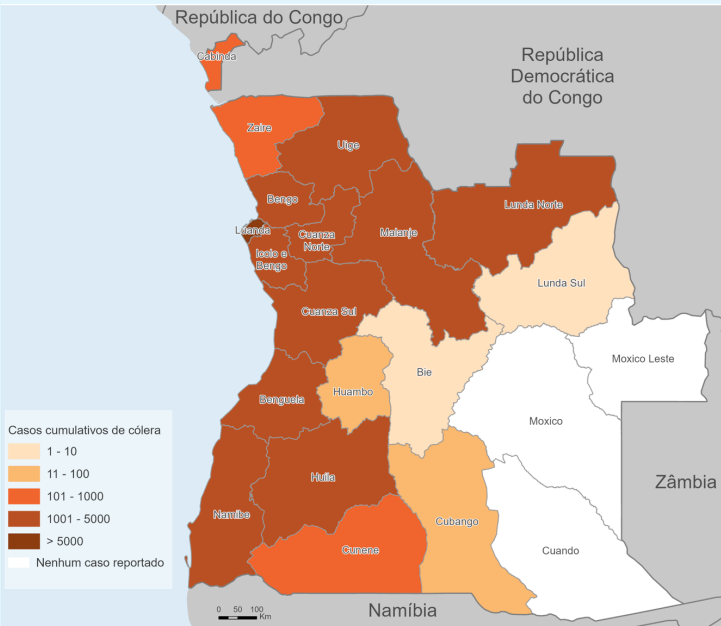 República do Congo
Cabinda
República
Democrática
do Congo
Zaire
Uige
Bengo
Lunda Norte
Luanda
Cuanza
Norte
Malanje
Icolo e
Bengo
Lunda Sul
Cuanza Sul
Moxico Leste
Bie
Huambo
Benguela
Moxico
Casos cumulativos de cólera
1 - 10
11 - 100
101 - 1000
1001 - 5000
> 5000
Nenhum caso reportado
Huila
Zâmbia
Namibe
Cubango
Cunene
Cuando
0 50 100
Km
Namíbia